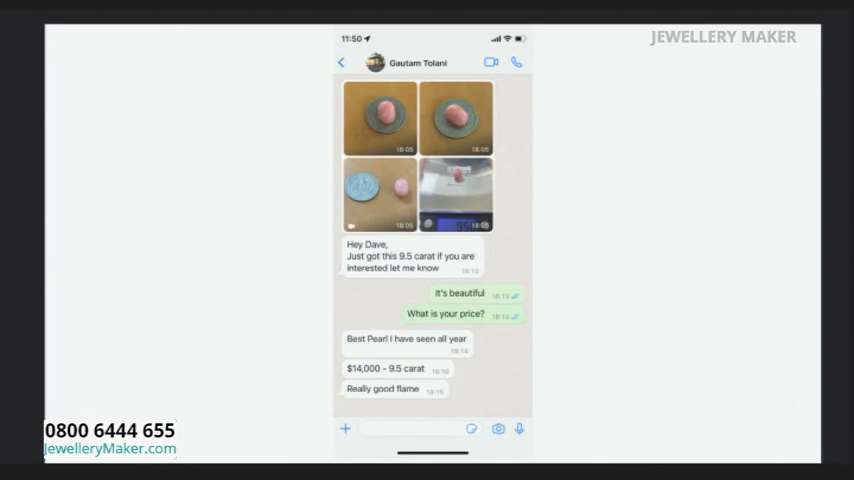 JEWELLERY MAKER
11:50
Gautam Tolani
18:05
18:05
18:05
18:05
Hey Dave,
Just got this 9.5 carat if you are
interested let me know
18:13
It's beautiful
18:13
What is your price?
18:14
Best Pearl I have seen all year
18:14
$14,000 - 9.5 carat
18:16
Really good flame
18:16
0800 6444 655
JewelleryMaker.com